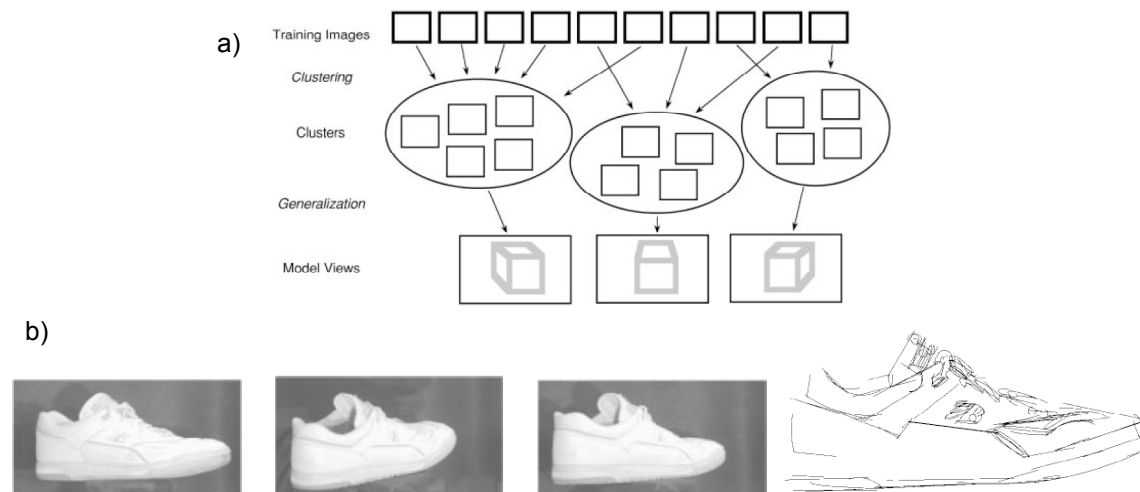 a)
Training Images
Clustering
Clusters
Generalization
Model Views
b)